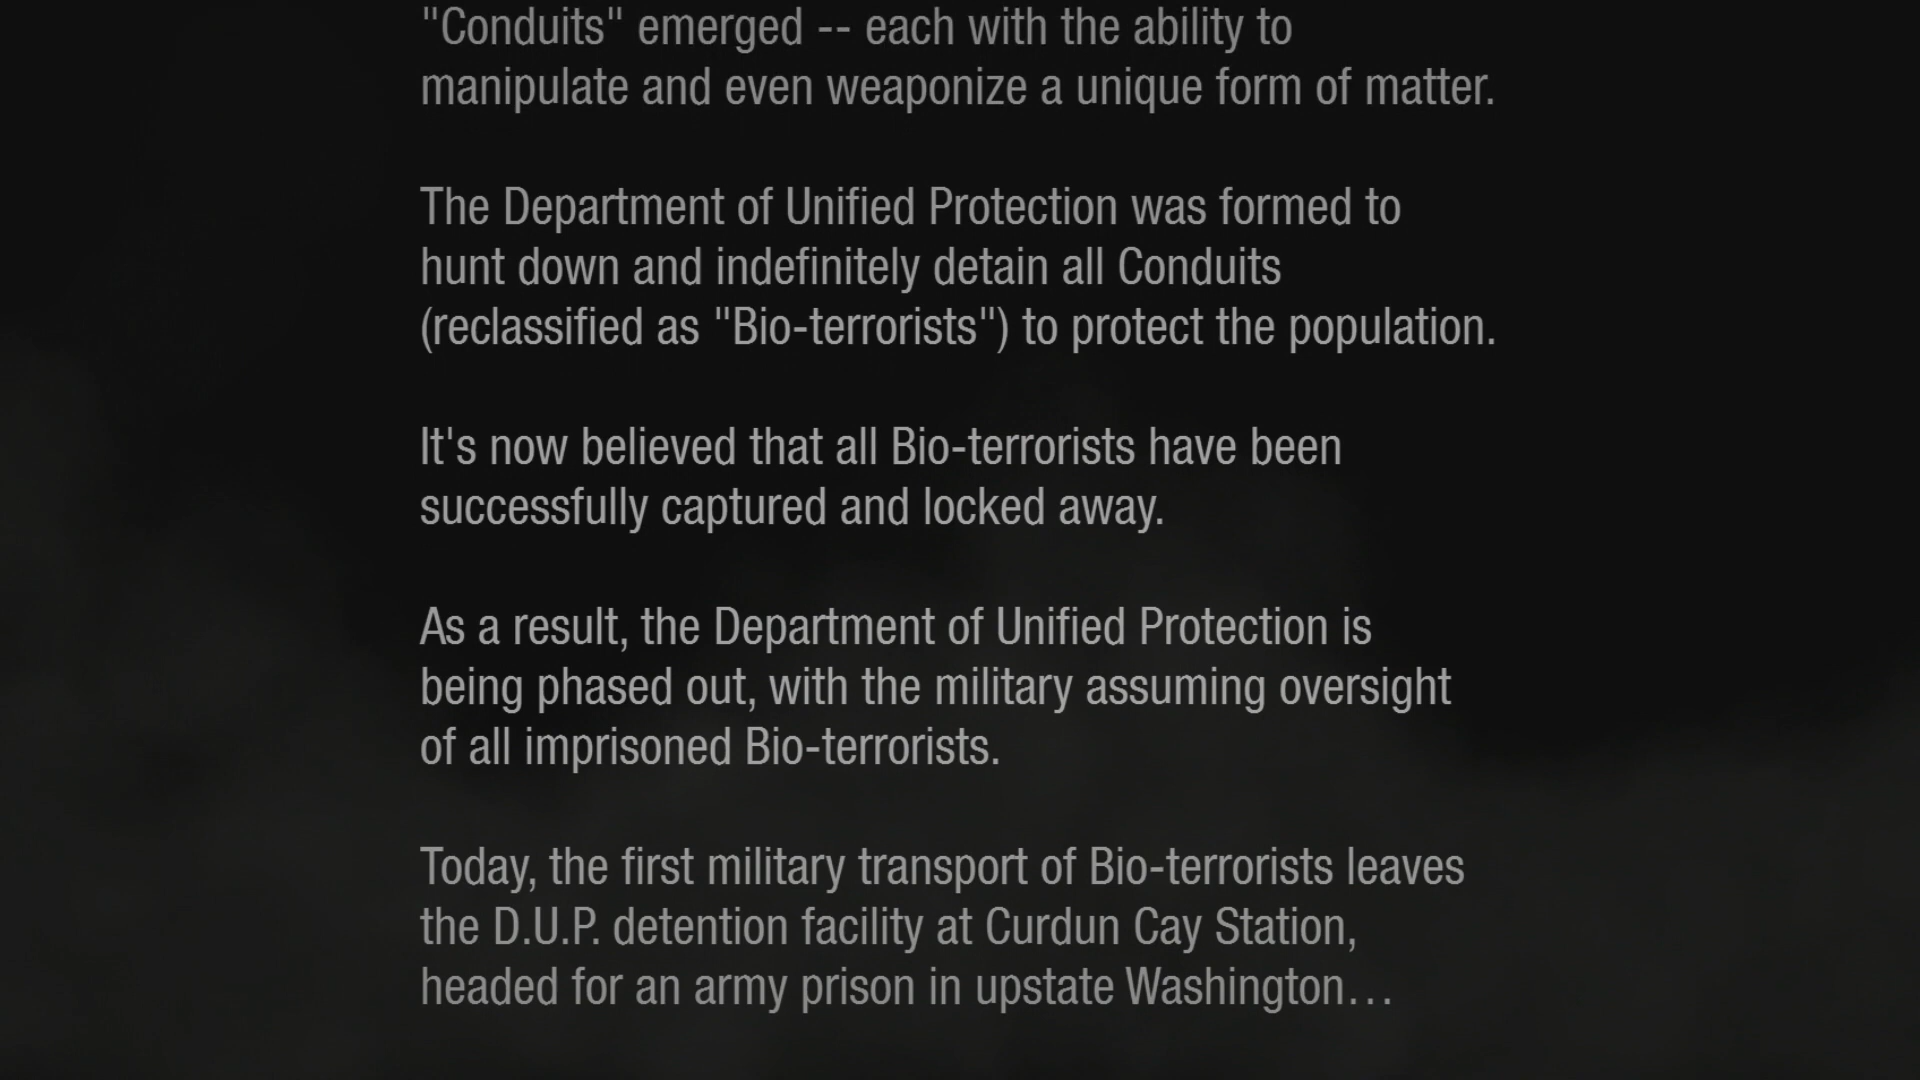 "Conduits" emerged -- each with the ability to
manipulate and even weaponize a unique form of matter.
The Department of Unified Protection was formed to
hunt down and indefinitely detain all Conduits
(reclassified as "Bio-terrorists") to protect the population.
It's now believed that all Bio-terrorists have been
successfully captured and locked away.
As a result, the Department of Unified Protection is
being phased out, with the military assuming oversight
of all imprisoned Bio-terrorists.
Today, the first military transport of Bio-terrorists leaves
the D.U.P. detention facility at Curdun Cay Station,
headed for an army prison in upstate Washington…